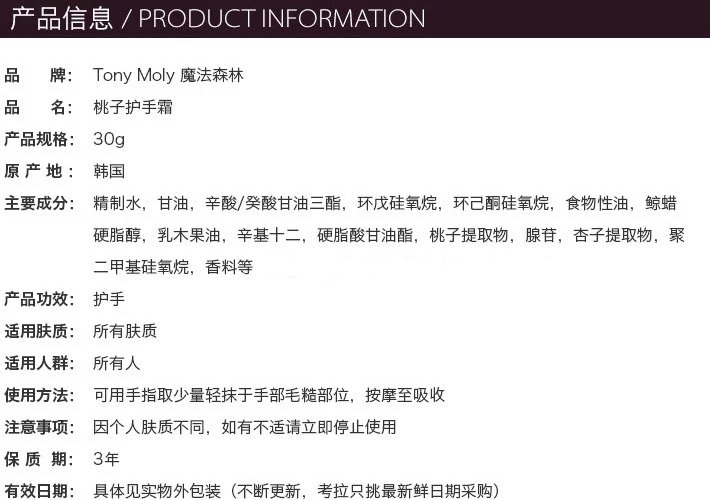 产品信息 / PRODUCT INFORMATION
品 牌： Tony Moly 魔法森林
品 名： 桃子护手霜
产品规格： 30g
原 产 地： 韩国
主要成分： 精制水，甘油，辛酸/癸酸甘油三酯，环戊硅氧烷，环己酮硅氧烷，食物性油，鲸蜡
硬脂醇，乳木果油，辛基十二，硬脂酸甘油酯，桃子提取物，腺苷，杏子提取物，聚
二甲基硅氧烷，香料等
产品功效： 护手
适用肤质： 所有肤质
适用人群： 所有人
使用方法： 可用手指取少量轻抹于手部毛糙部位，按摩至吸收
注意事项： 因个人肤质不同，如有不适请立即停止使用
保 质 期： 3年
有效日期： 具体见实物外包装（不断更新，考拉只挑最新鲜日期采购）